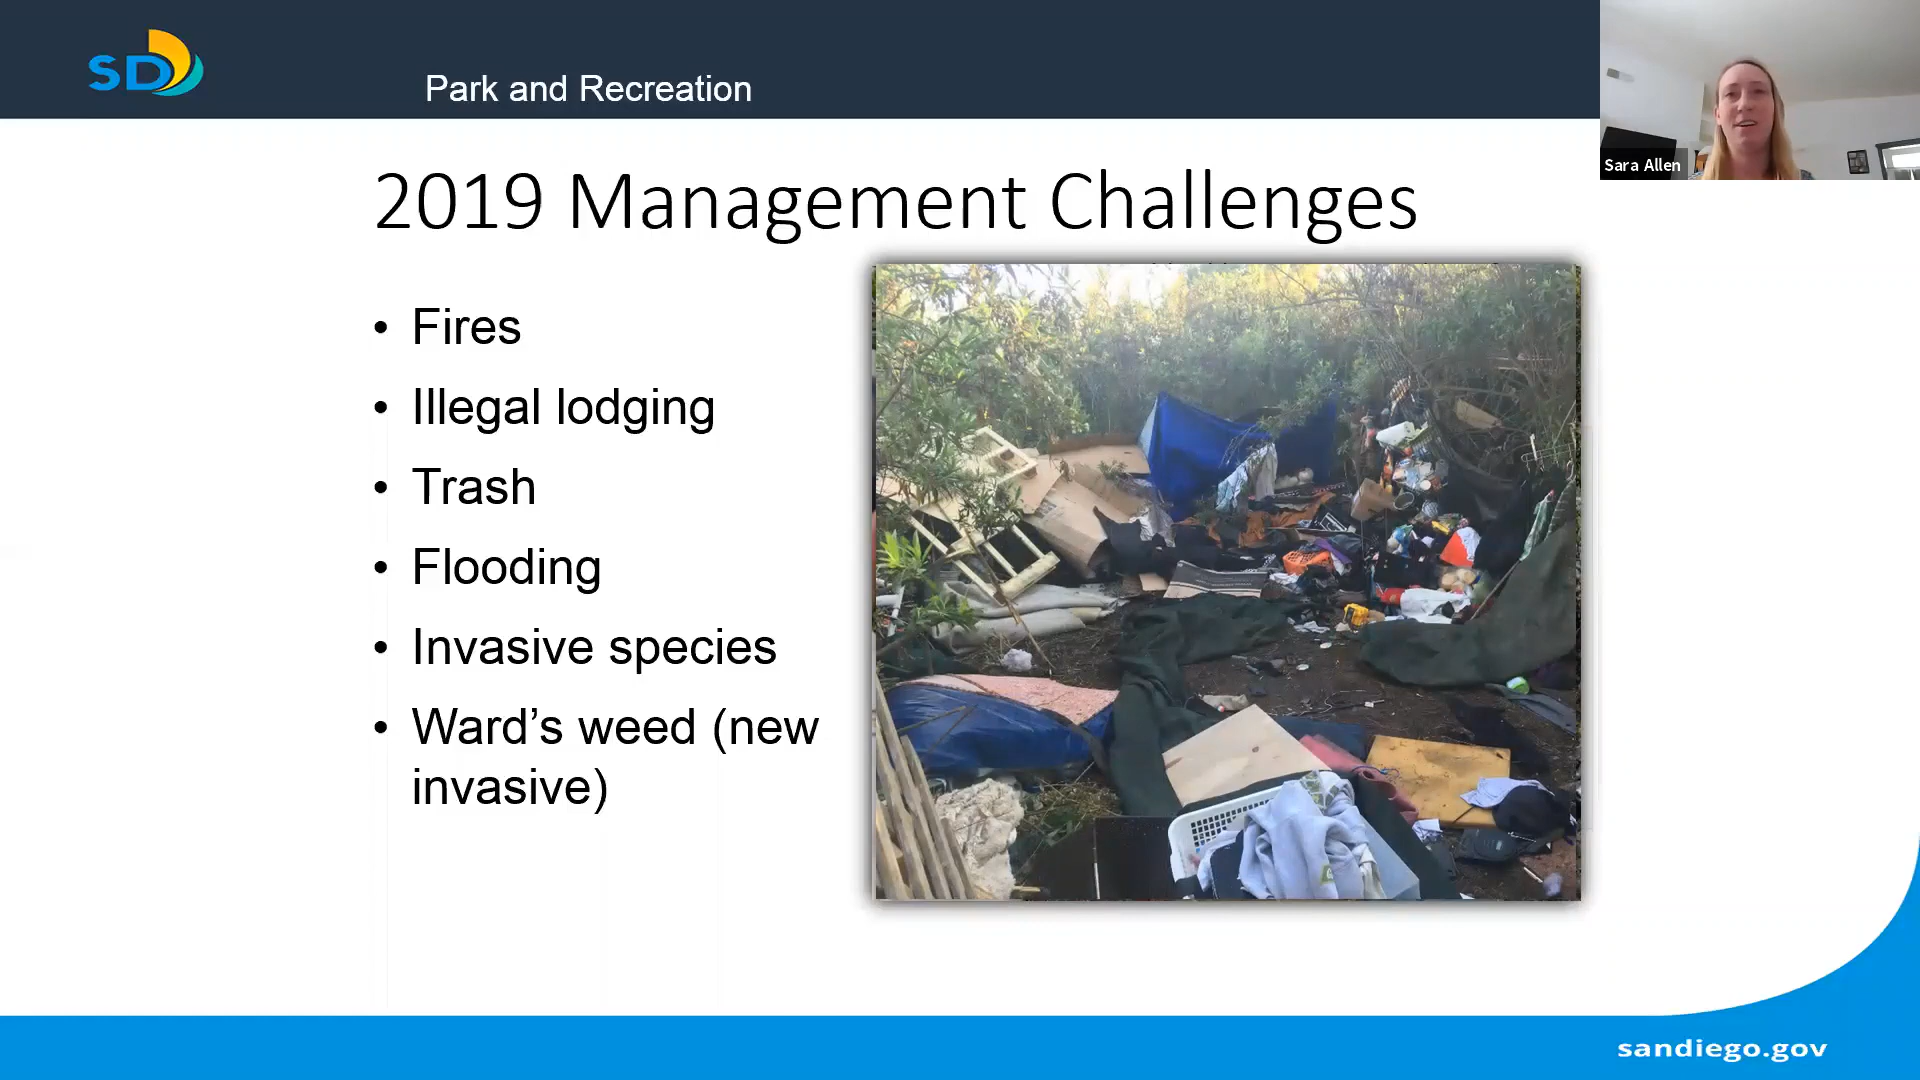 SD
Park and Recreation
Sara Allen
2019 Management Challenges
• Fires
• Illegal lodging
• Trash
• Flooding
• Invasive species
• Ward’s weed (new
invasive)
sandiego.gov